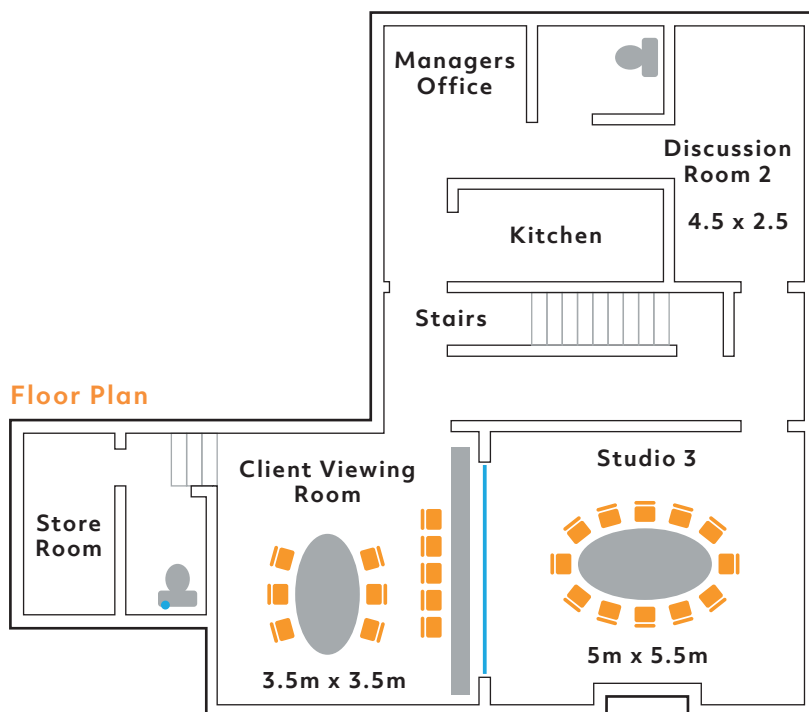 Managers
Office
Discussion
Room 2
4.5 x 2.5
Kitchen
Stairs
Floor Plan
Client Viewing
Room
Studio 3
Store
Room
3.5m x 3.5m
5m x 5.5m